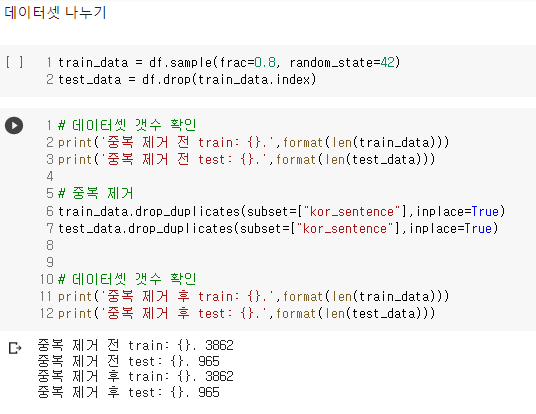 데이터셋 나누기
[ ] 1 train_data = df.sample(frac=0.8, random_state=42)
2 test_data = df.drop(train_data.index)
1 # 데이터셋 갯수 확인
2 print('중복 제거 전 train: {}.',format(len(train_data)))
3 print('중복 제거 전 test: {}.',format(len(test_data)))
4
5 # 중복 제거
6 train_data.drop_duplicates(subset=["kor_sentence"],inplace=True)
7 test_data.drop_duplicates(subset=["kor_sentence"],inplace=True)
8
9
10 # 데이터셋 갯수 확인
11 print('중복 제거 후 train: {}.',format(len(train_data)))
12 print('중복 제거 후 test: {}.',format(len(test_data)))
중복 제거 전 train: {}. 3862
중복 제거 전 test: {}. 965
중복 제거 후 train: {}. 3862
중복 제거 후 test: {}. 965